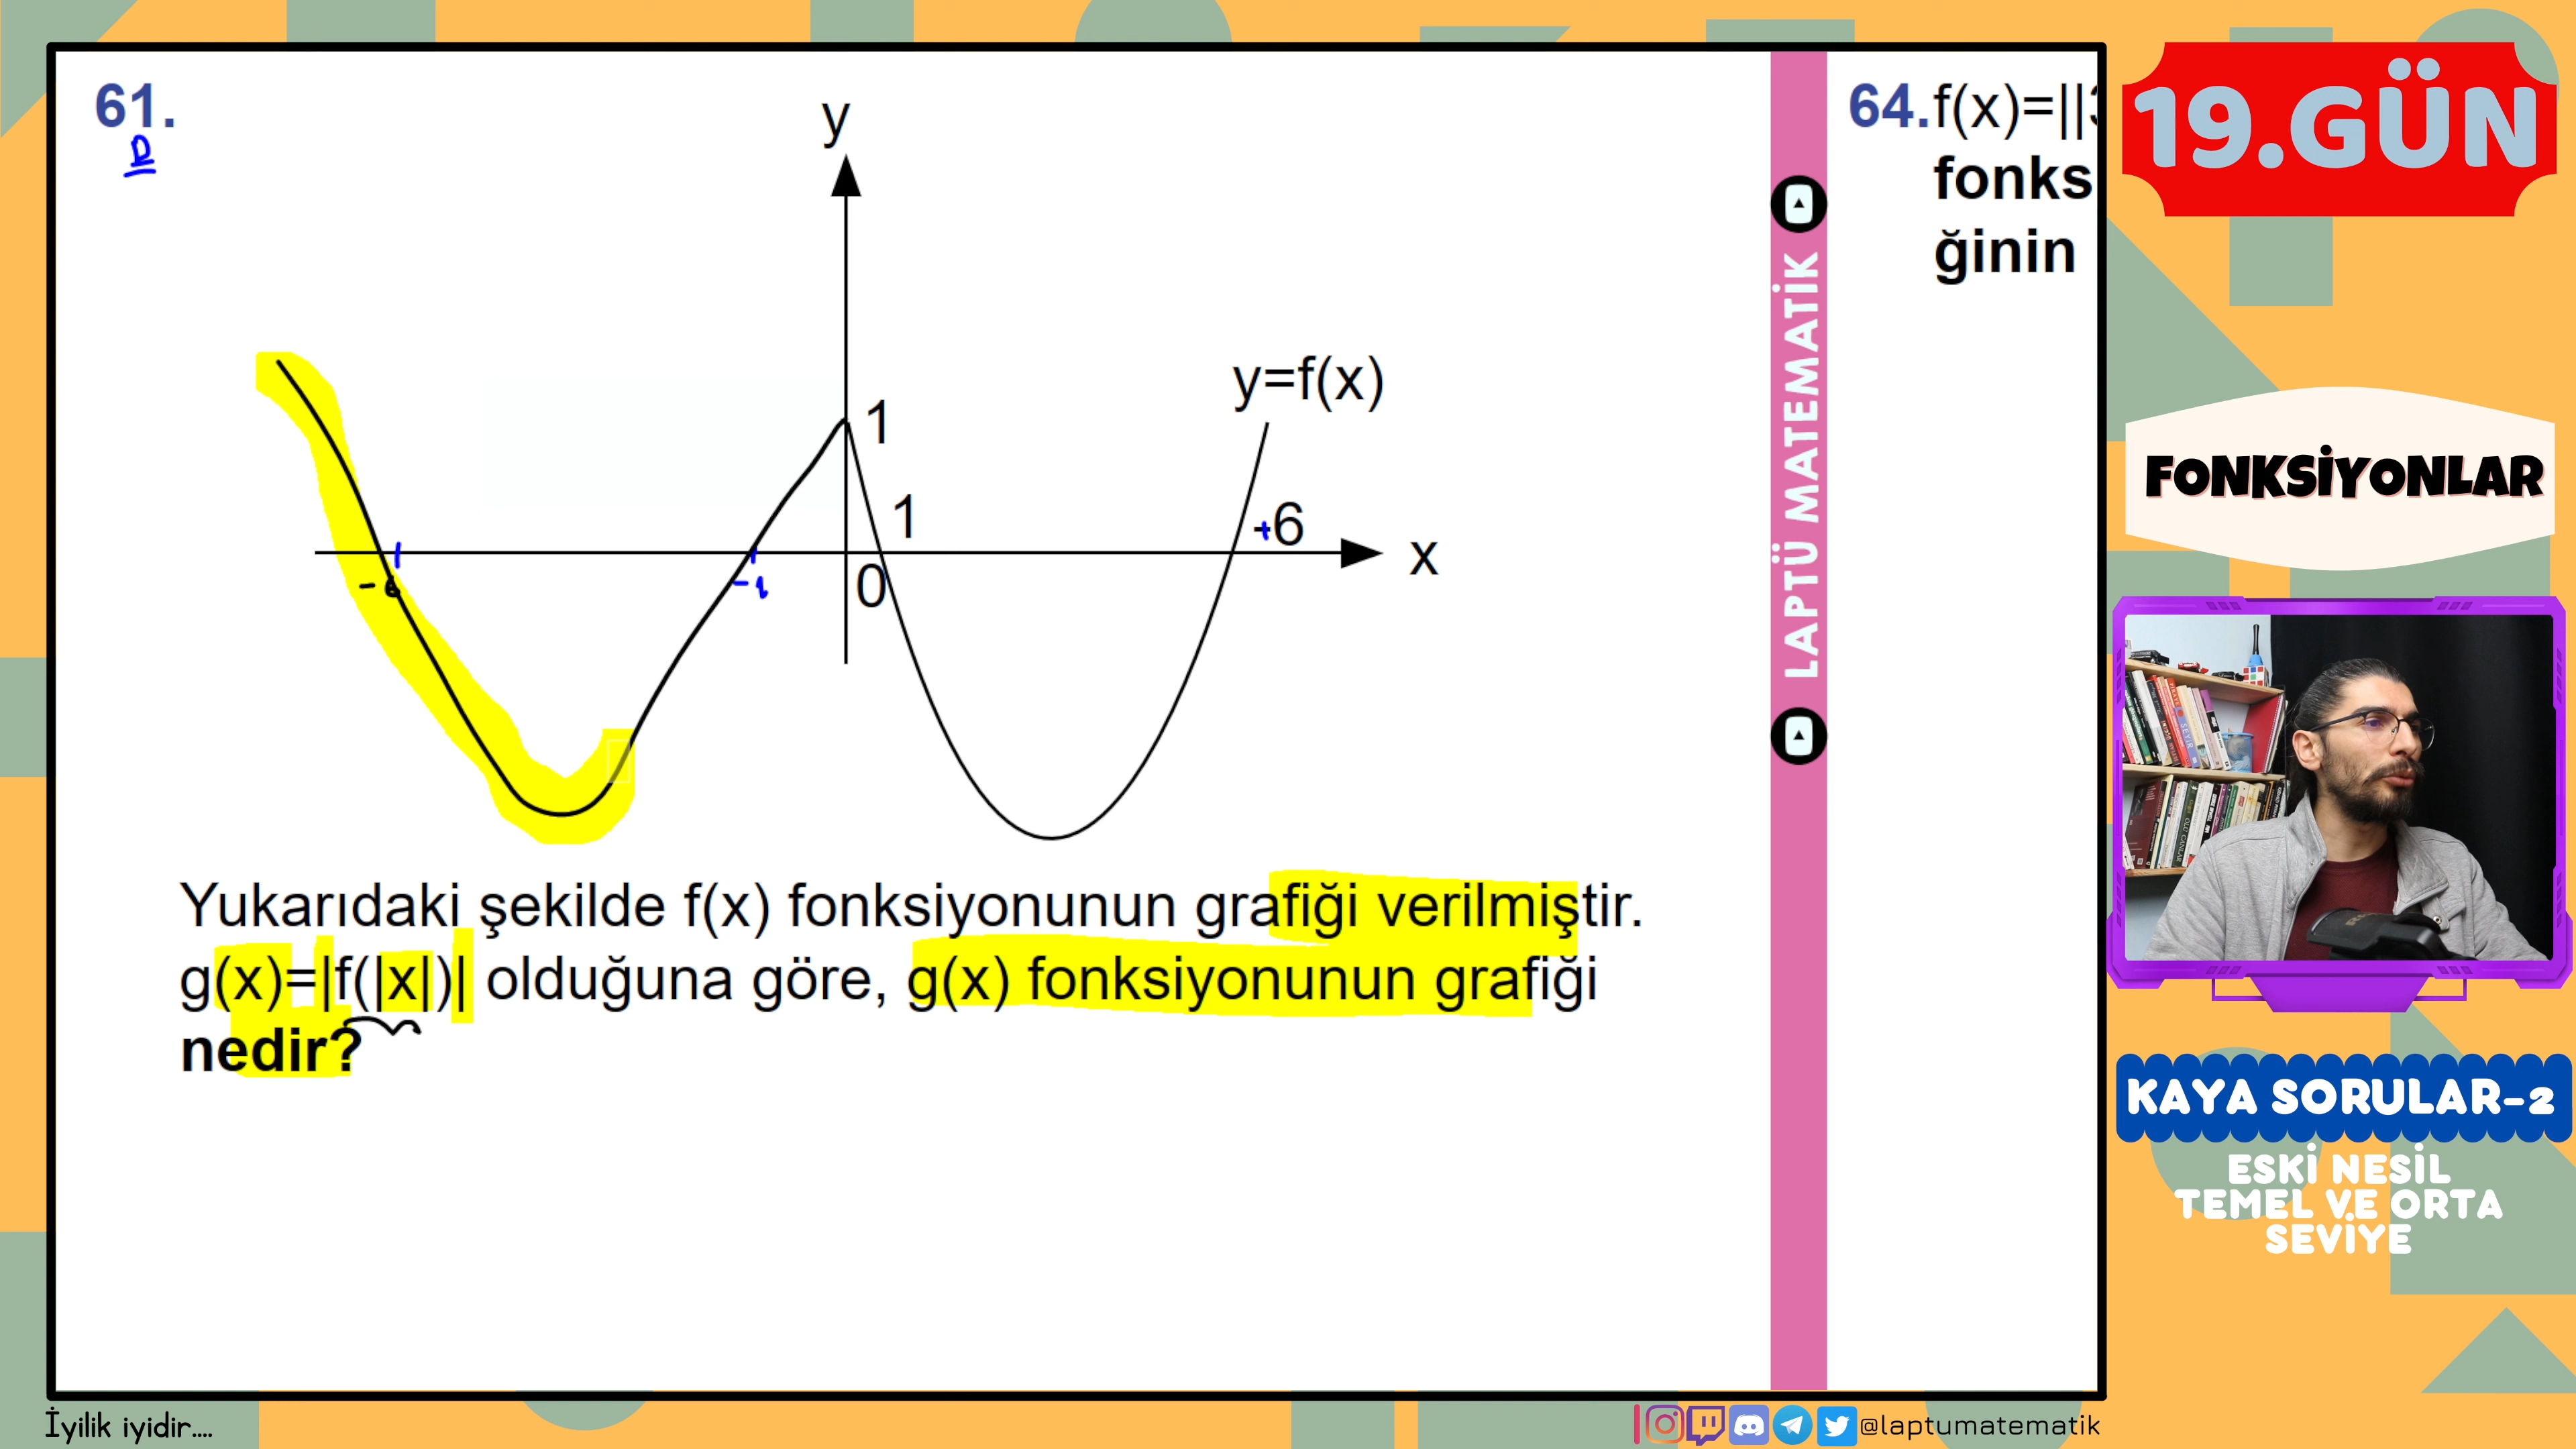 61.
a
y
1
y=f(x)
1
+6
x
-6
-1
0
Yukarıdaki şekilde f(x) fonksiyonunun grafiği verilmiştir.
g(x)=|f(|x|)| olduğuna göre, g(x) fonksiyonunun grafiği
nedir?
LAPTÜ MATEMATİK
64.f(x)=||3
fonks
ğinin
19.GÜN
FONKSİYONLAR
KAYA SORULAR-2
ESKİ NESİL
TEMEL VE ORTA
SEVİYE
İyilik iyidir....
@laptumatematik